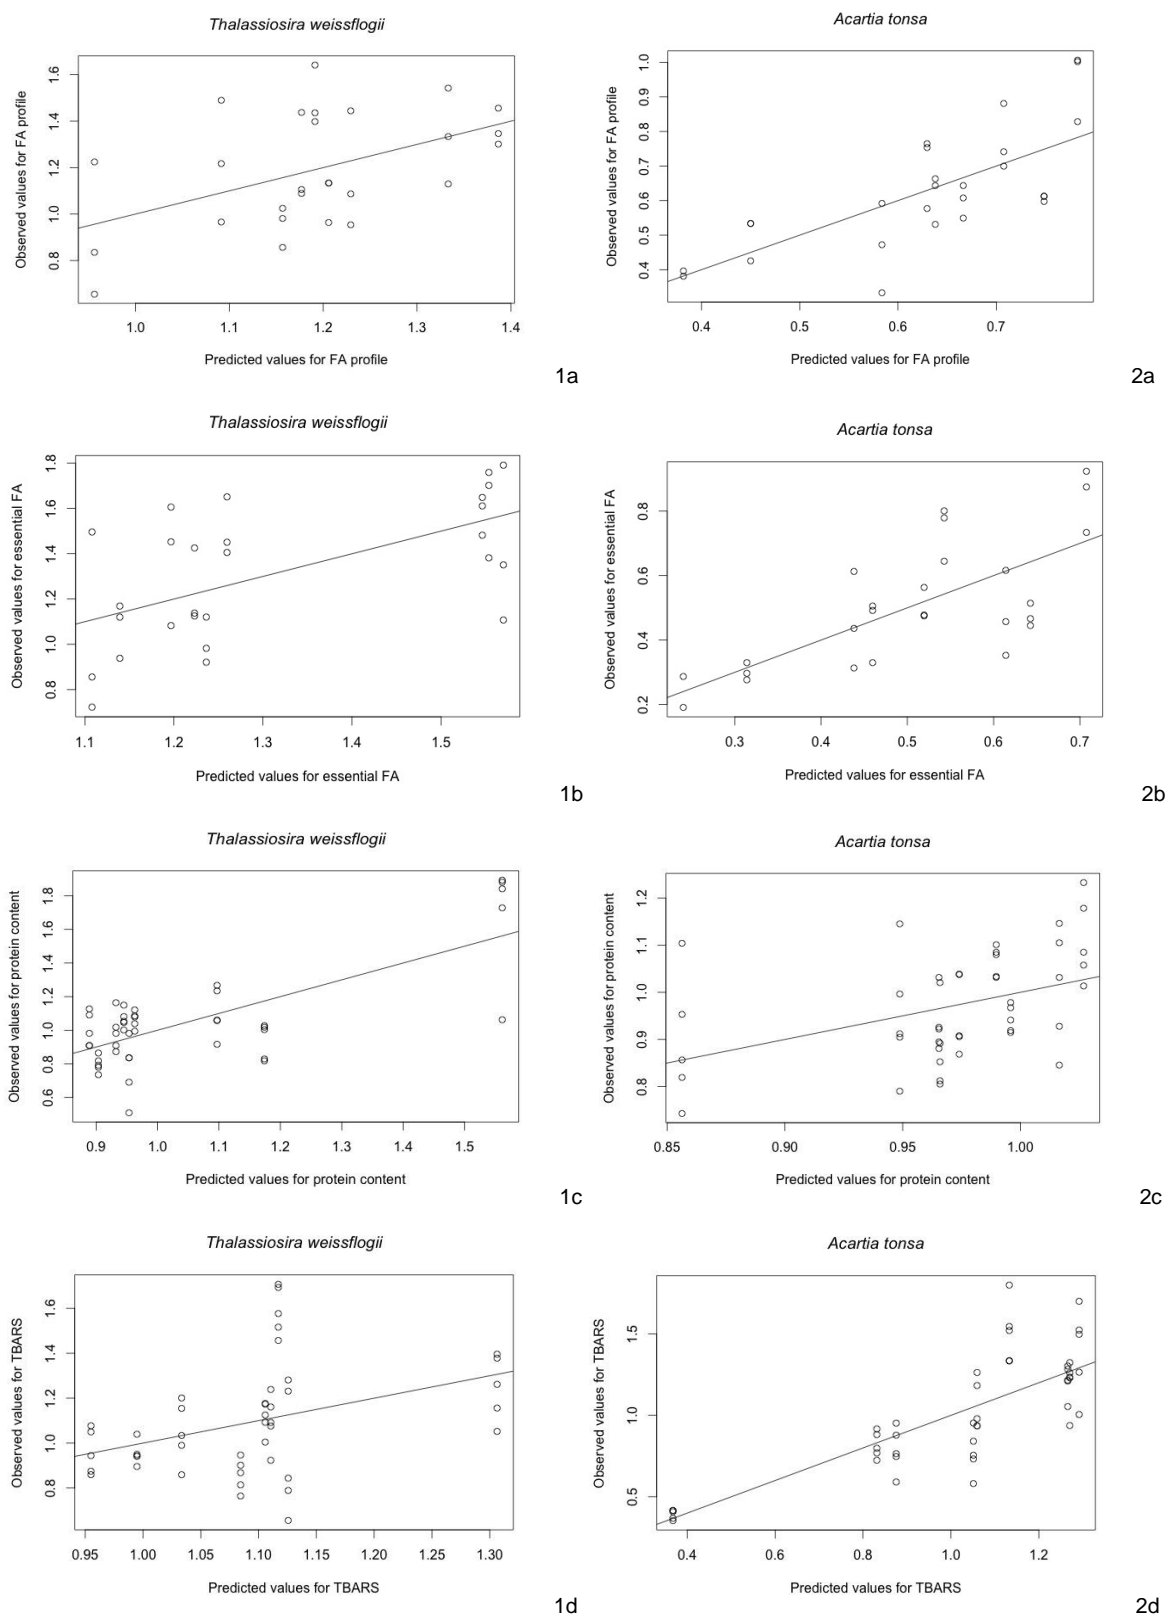 Thalassiosira weissflogii
Observed values for FA profile
1.6
1.4
1.2
1.0
0.8
1.0 1.1 1.2 1.3 1.4
Predicted values for FA profile
1a
Acartia tonsa
Observed values for FA profile
1.0
0.9
0.8
0.7
0.6
0.5
0.4
0.4 0.5 0.6 0.7
Predicted values for FA profile
2a
Thalassiosira weissflogii
Observed values for essential FA
1.8
1.6
1.4
1.2
1.0
0.8
1.1 1.2 1.3 1.4 1.5
Predicted values for essential FA
1b
Acartia tonsa
Observed values for essential FA
0.8
0.6
0.4
0.2
0.3 0.4 0.5 0.6 0.7
Predicted values for essential FA
2b
Thalassiosira weissflogii
Observed values for protein content
1.8
1.6
1.4
1.2
1.0
0.8
0.6
0.9 1.0 1.1 1.2 1.3 1.4 1.5
Predicted values for protein content
1c
Acartia tonsa
Observed values for protein content
1.2
1.1
1.0
0.9
0.8
0.85 0.90 0.95 1.00
Predicted values for protein content
2c
Thalassiosira weissflogii
Observed values for TBARS
1.6
1.4
1.2
1.0
0.8
0.95 1.00 1.05 1.10 1.15 1.20 1.25 1.30
Predicted values for TBARS
1d
Acartia tonsa
Observed values for TBARS
1.5
1.0
0.5
0.4 0.6 0.8 1.0 1.2
Predicted values for TBARS
2d